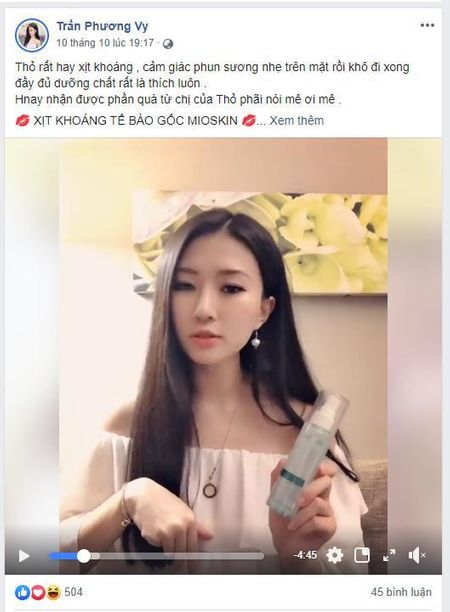 Trần Phương Vy
10 tháng 10 lúc 19:17 ·
Thỏ rất hay xịt khoáng , cảm giác phun sương nhẹ trên mặt rồi khô đi xong
đầy đủ dưỡng chất rất là thích luôn .
Hnay nhận được phần quà từ chị của Thỏ phãi nói mê ơi mê .
💋 XỊT KHOÁNG TẾ BÀO GỐC MIOSKIN 💋... Xem thêm
-4:45
504
45 bình luận